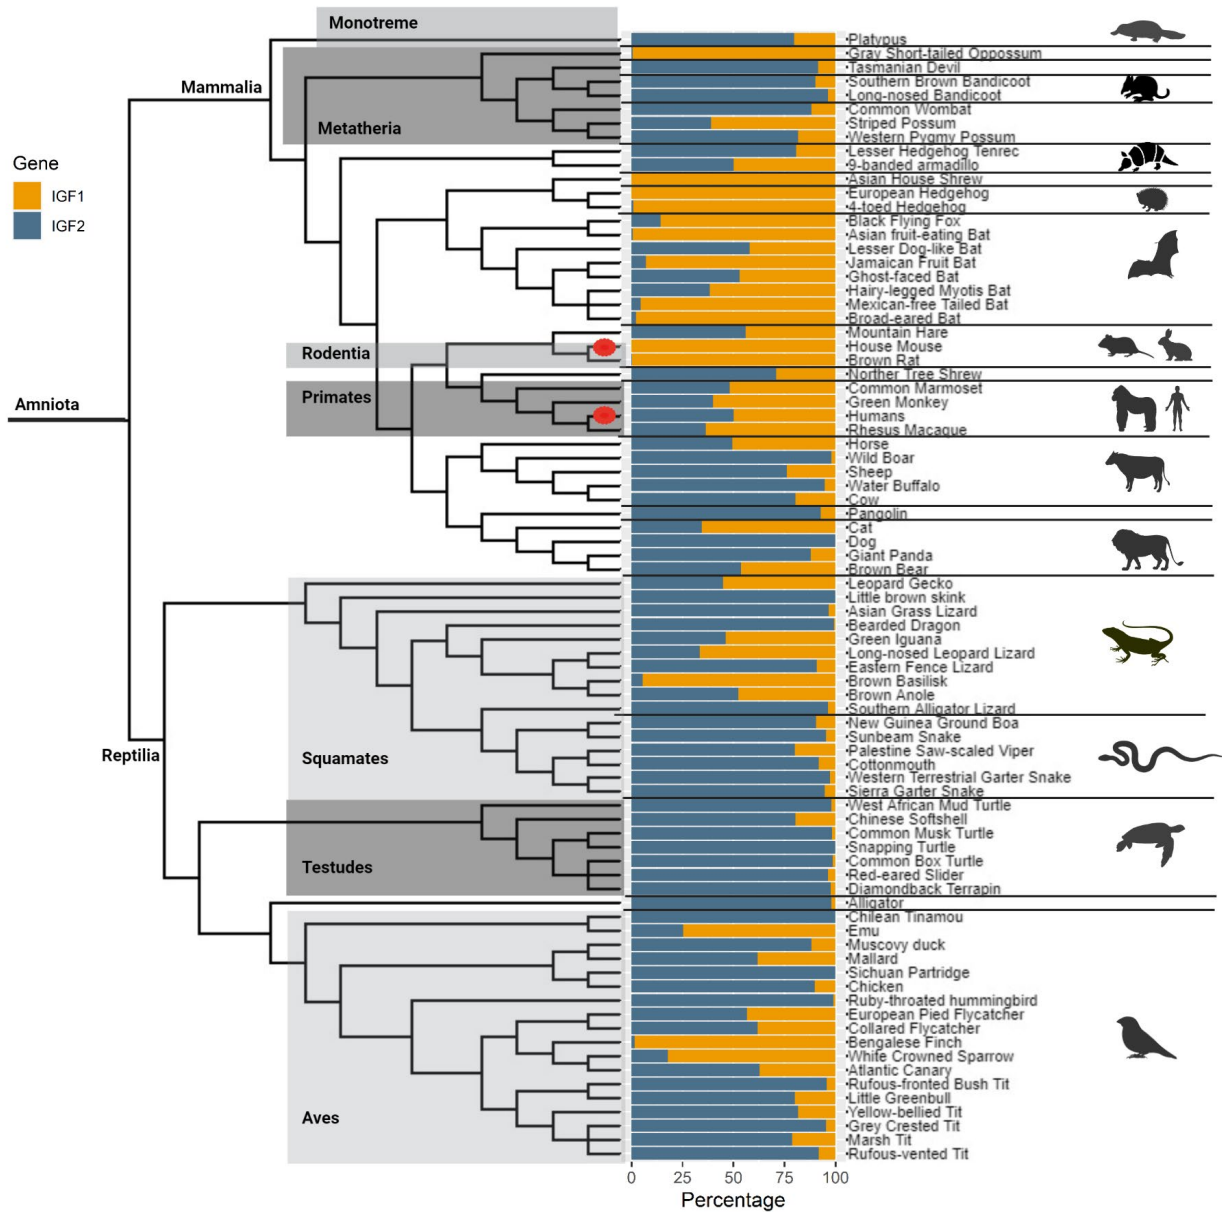 Monotreme
Platypus
Gray Short-tailed Oppossum
Tasmanian Devil
Mammalia
Southern Brown Bandicoot
Long-nosed Bandicoot
Common Wombat
Metatheria
Striped Possum
Western Pygmy Possum
Lesser Hedgehog Tenrec
Gene
9-banded armadillo
Asian House Shrew
IGF1
European Hedgehog
4-toed Hedgehog
IGF2
Black Flying Fox
Asian fruit-eating Bat
Lesser Dog-like Bat
Jamaican Fruit Bat
Ghost-faced Bat
Hairy-legged Myotis Bat
Mexican-free Tailed Bat
Broad-eared Bat
Mountain Hare
Rodentia
House Mouse
Brown Rat
Norther Tree Shrew
Primates
Common Marmoset
Amniota
Green Monkey
Humans
Rhesus Macaque
Horse
Wild Boar
Sheep
Water Buffalo
Cow
Pangolin
Cat
Dog
Giant Panda
Brown Bear
Leopard Gecko
Little brown skink
Asian Grass Lizard
Bearded Dragon
Green Iguana
Long-nosed Leopard Lizard
Eastern Fence Lizard
Brown Basilisk
Brown Anole
Southern Alligator Lizard
New Guinea Ground Boa
Sunbeam Snake
Reptilia
Palestine Saw-scaled Viper
Squamates
Cottonmouth
Western Terrestrial Garter Snake
Sierra Garter Snake
West African Mud Turtle
Chinese Softshell
Common Musk Turtle
Snapping Turtle
Common Box Turtle
Testudes
Red-eared Slider
Diamondback Terrapin
Alligator
Chilean Tinamou
Emu
Muscovy duck
Mallard
Sichuan Partridge
Chicken
Ruby-throated hummingbird
European Pied Flycatcher
Collared Flycatcher
Bengalese Finch
White Crowned Sparrow
Atlantic Canary
Rufous-fronted Bush Tit
Little Greenbull
Aves
Yellow-bellied Tit
Grey Crested Tit
Marsh Tit
Rufous-vented Tit
0 25 50 75 100
Percentage